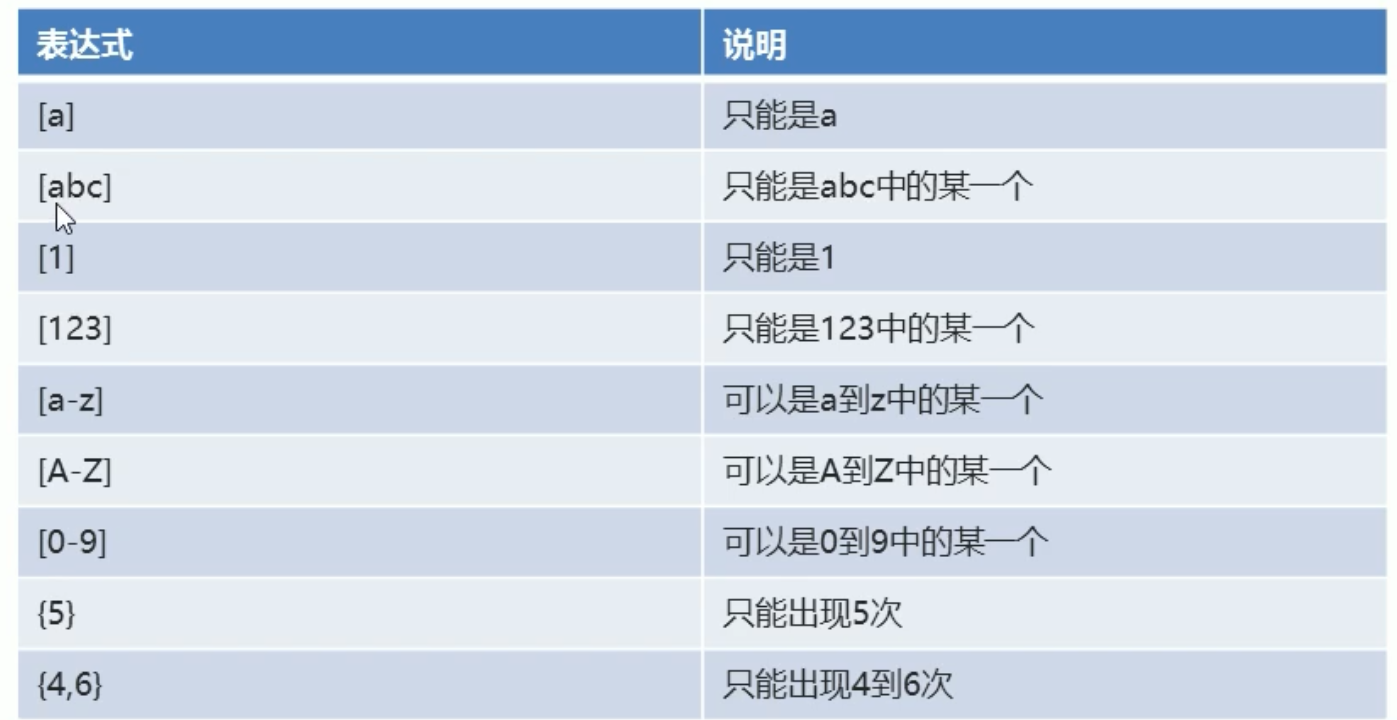 表达式 说明
[a] 只能是a
[abc] 只能是abc中的某一个
[1] 只能是1
[123] 只能是123中的某一个
[a-z] 可以是a到z中的某一个
[A-Z] 可以是A到Z中的某一个
[0-9] 可以是0到9中的某一个
{5} 只能出现5次
{4,6} 只能出现4到6次